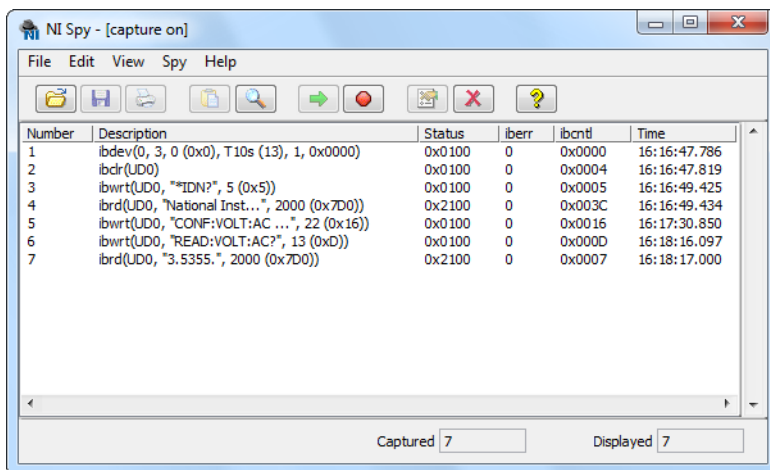 NI Spy - [capture on]
File Edit View Spy Help
Number Description Status iberr ibcntl Time
1 ibdev(0, 3, 0 (0x0), T10s (13), 1, 0x0000) 0x0100 0 0x0000 16:16:47.786
2 ibclr(UD0) 0x0100 0 0x0004 16:16:47.819
3 ibwrt(UD0, "*IDN?", 5 (0x5)) 0x0100 0 0x0005 16:16:49.425
4 ibrd(UD0, "National Inst...", 2000 (0x7D0)) 0x2100 0 0x003C 16:16:49.434
5 ibwrt(UD0, "CONF:VOLT:AC ...", 22 (0x16)) 0x0100 0 0x0016 16:17:30.850
6 ibwrt(UD0, "READ:VOLT:AC?", 13 (0xD)) 0x0100 0 0x000D 16:18:16.097
7 ibrd(UD0, "3.5355.", 2000 (0x7D0)) 0x2100 0 0x0007 16:18:17.000
Captured 7 Displayed 7